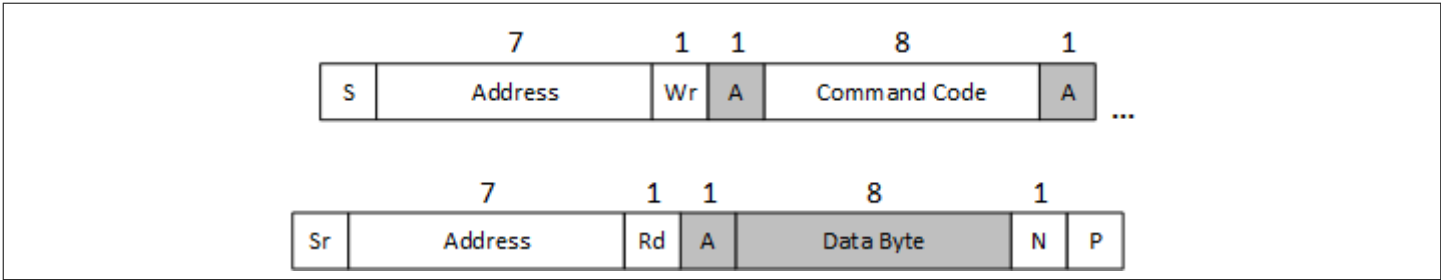 7 1 1 8 1
S Address Wr A Command Code A ...
7 1 1 8 1
Sr Address Rd A Data Byte N P